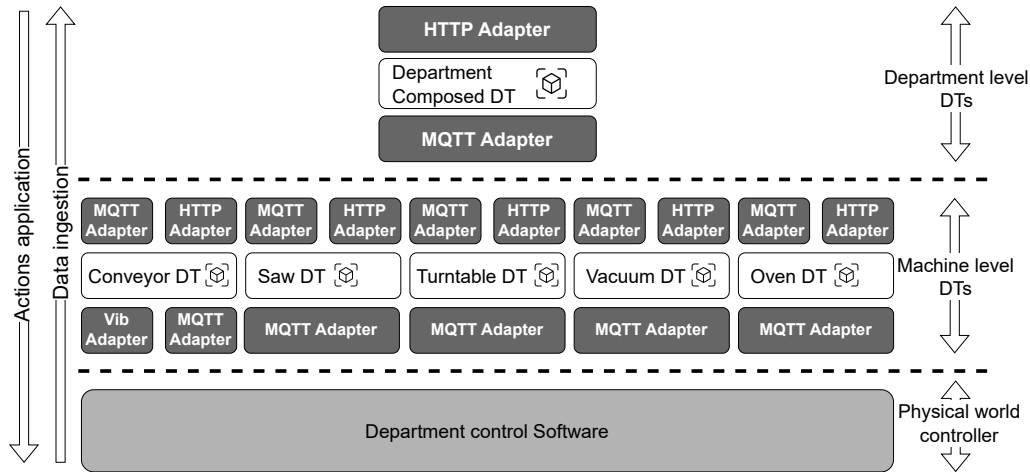 Actions application
Data ingestion
HTTP Adapter
Department
Composed DT
MQTT Adapter
Department level
DTs
MQTT
Adapter
HTTP
Adapter
MQTT
Adapter
HTTP
Adapter
MQTT
Adapter
HTTP
Adapter
MQTT
Adapter
HTTP
Adapter
MQTT
Adapter
HTTP
Adapter
Conveyor DT
Saw DT
Turntable DT
Vacuum DT
Oven DT
Machine level
DTs
Vib
Adapter
MQTT
Adapter
MQTT Adapter
MQTT Adapter
MQTT Adapter
MQTT Adapter
Department control Software
Physical world
controller